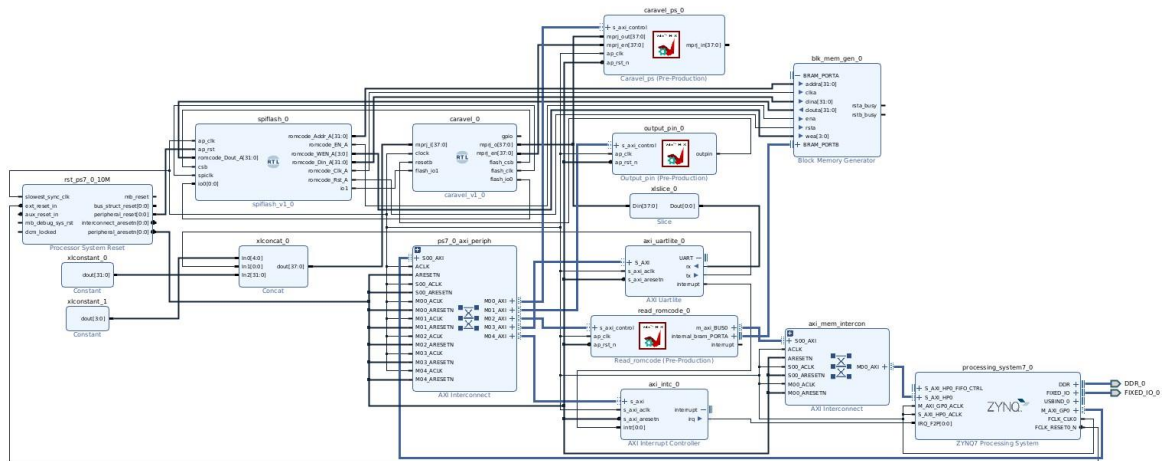 caravel_ps_0
s_axi_control
mprj_out[37:0]
mprj_en[37:0]
ap_clk
ap_rst_n
mprj_in[37:0]
Caravel_ps (Pre-Production)
blk_mem_gen_0
BRAM_PORTA
addra[31:0]
clka
dina[31:0]
douta[31:0]
ena
rsta
wea[3:0]
BRAM_PORTB
rsta_busy
rstb_busy
Block Memory Generator
spiflash_0
ap_clk
ap_rst
romcode_Dout_A[31:0]
csb
spiclk
io0[0:0]
romcode_Addr_A[31:0]
romcode_EN_A
romcode_WEN_A[3:0]
romcode_Din_A[31:0]
romcode_Clk_A
romcode_Rst_A
io1
RTL
spiflash_v1_0
caravel_0
mprj_i[37:0]
clock
resetb
flash_io1
gpio
mprj_o[37:0]
mprj_en[37:0]
flash_csb
flash_clk
flash_io0
RTL
caravel_v1_0
output_pin_0
s_axi_control
ap_clk
ap_rst_n
outpin
Output_pin (Pre-Production)
rst_ps7_0_10M
slowest_sync_clk
ext_reset_in
aux_reset_in
mb_debug_sys_rst
dcm_locked
mb_reset
bus_struct_reset[0:0]
peripheral_reset[0:0]
interconnect_aresetn[0:0]
peripheral_aresetn[0:0]
Processor System Reset
xlslice_0
Din[37:0]
Dout[0:0]
Slice
xlconstant_0
dout[31:0]
Constant
xlconstant_1
dout[3:0]
Constant
xlconcat_0
In0[4:0]
In1[0:0]
In2[31:0]
dout[37:0]
Concat
ps7_0_axi_periph
S00_AXI
ACLK
ARESETN
S00_ACLK
S00_ARESETN
M00_ACLK
M00_ARESETN
M01_ACLK
M01_ARESETN
M02_ACLK
M02_ARESETN
M03_ACLK
M03_ARESETN
M04_ACLK
M04_ARESETN
M00_AXI
M01_AXI
M02_AXI
M03_AXI
M04_AXI
AXI Interconnect
axi_uartlite_0
S_AXI
s_axi_aclk
s_axi_aresetn
UART
rx
tx
interrupt
AXI Uartlite
read_romcode_0
s_axi_control
ap_clk
ap_rst_n
m_axi_BUS0
internal_bram_PORTA
interrupt
Read_romcode (Pre-Production)
axi_intc_0
s_axi
s_axi_aclk
s_axi_aresetn
intr[0:0]
interrupt
irq
AXI Interrupt Controller
axi_mem_intercon
S00_AXI
ACLK
ARESETN
S00_ACLK
S00_ARESETN
M00_ACLK
M00_ARESETN
M00_AXI
AXI Interconnect
processing_system7_0
S_AXI_HP0_FIFO_CTRL
S_AXI_HP0
M_AXI_GP0_ACLK
S_AXI_HP0_ACLK
IRQ_F2P[0:0]
ZYNQ
DDR
FIXED_IO
USBIND_0
M_AXI_GP0
FCLK_CLK0
FCLK_RESET0_N
ZYNQ7 Processing System
DDR_0
FIXED_IO_0